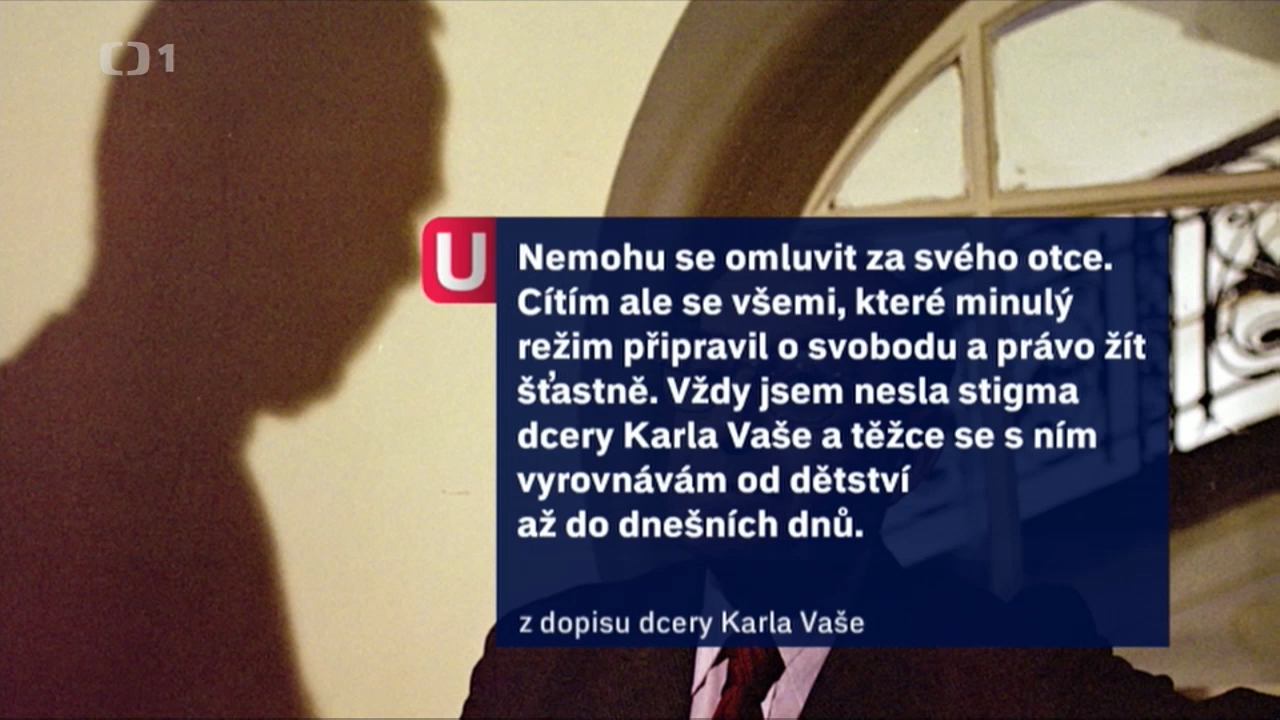 1
U
Nemohu se omluvit za svého otce.
Cítím ale se všemi, které minulý
režim připravil o svobodu a právo žít
šťastně. Vždy jsem nesla stigma
dcery Karla Vaše a těžce se s ním
vyrovnávám od dětství
až do dnešních dnů.
z dopisu dcery Karla Vaše